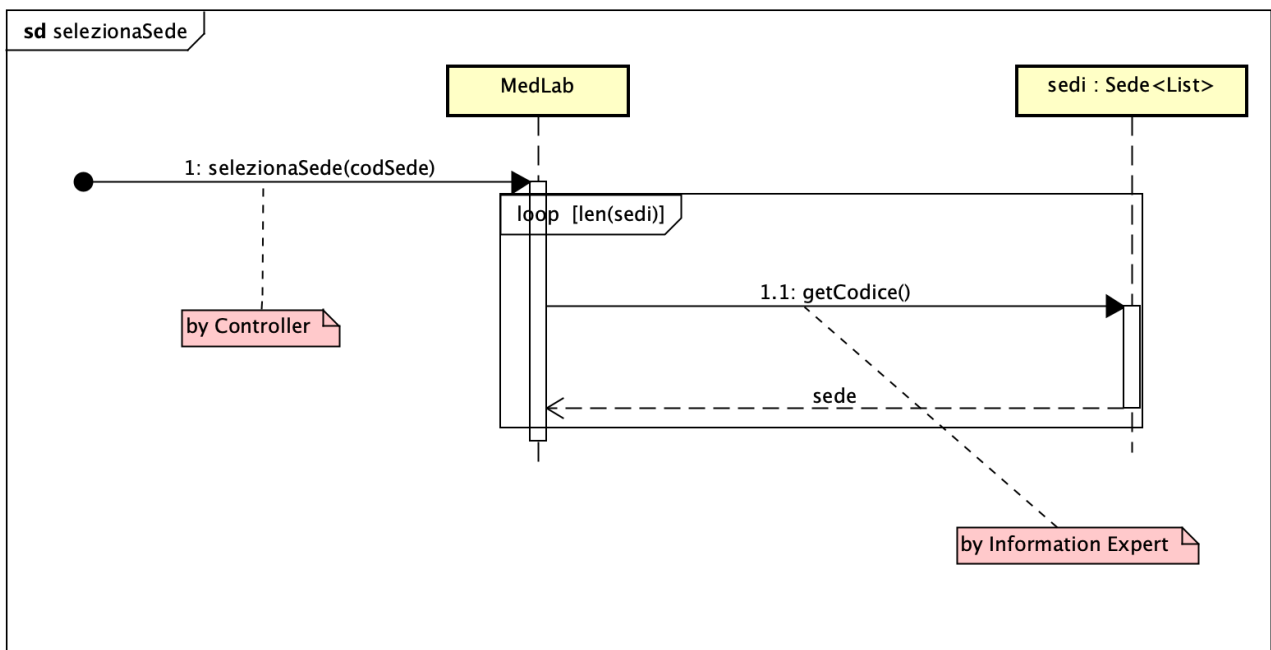 sd selezionaSede
MedLab
sedi : Sede<List>
1: selezionaSede(codSede)
loop [len(sedi)]
1.1: getCodice()
by Controller
sede
by Information Expert